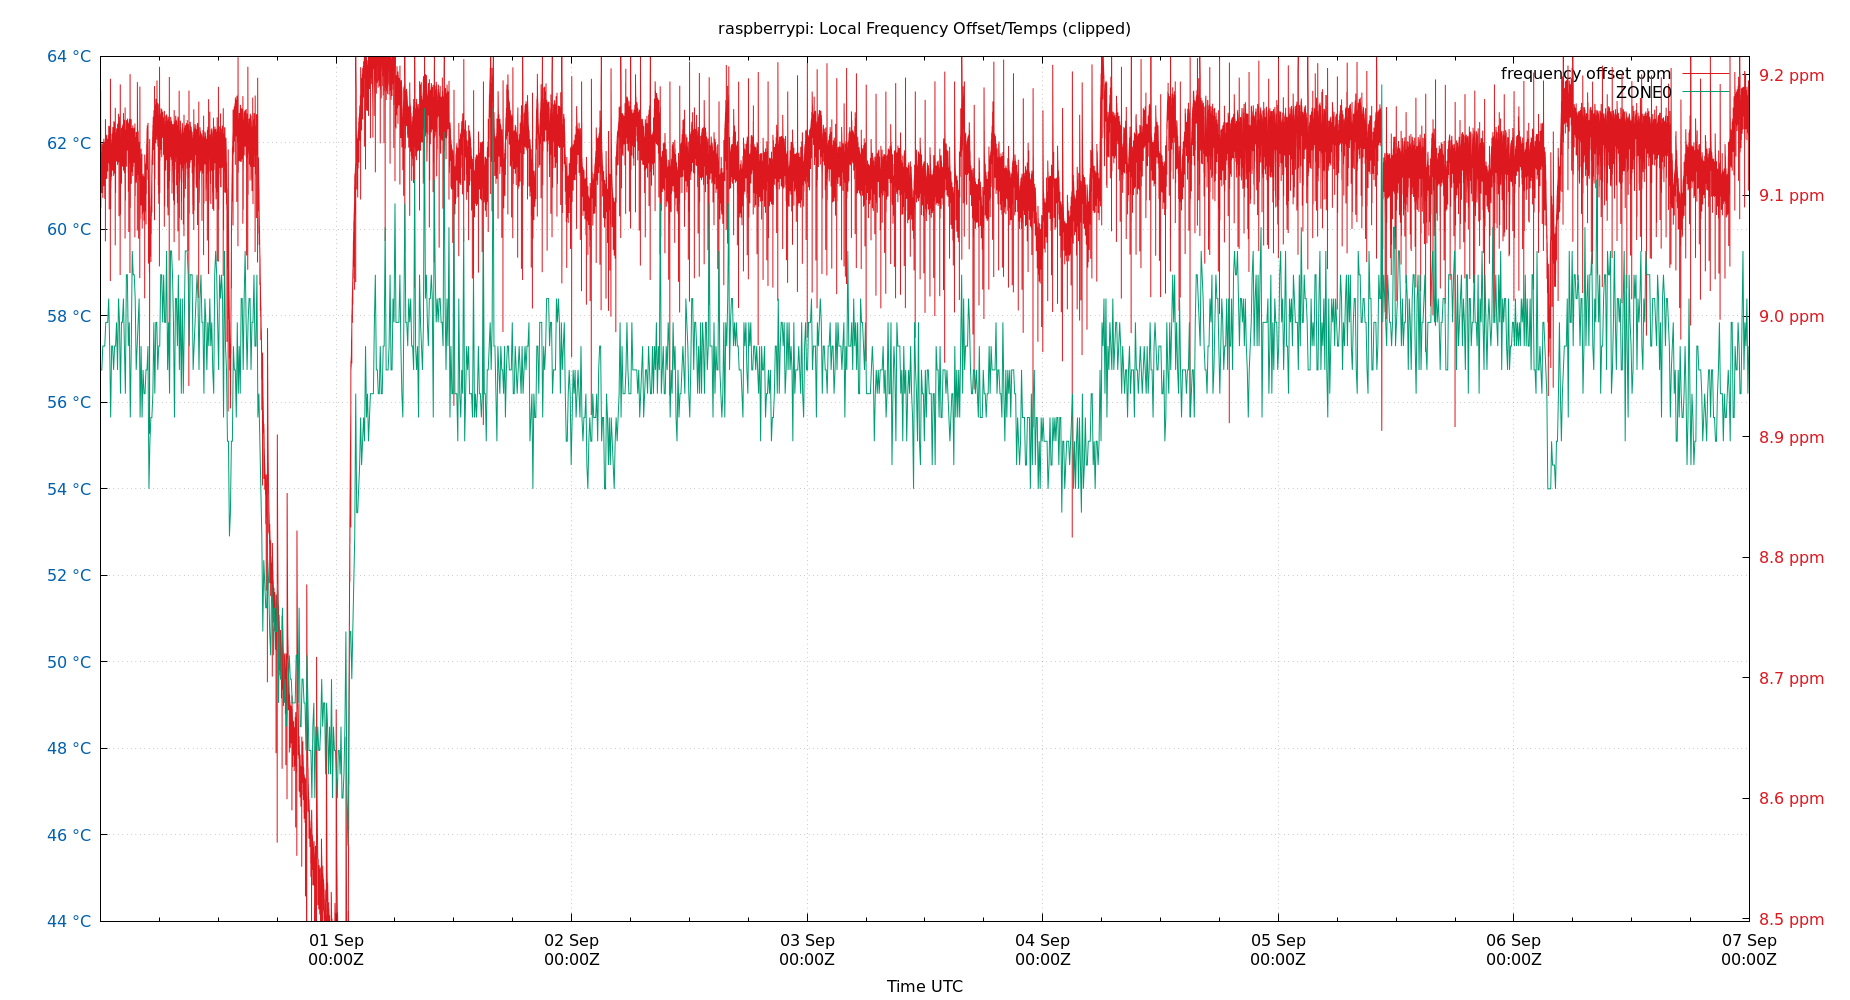 raspberrypi: Local Frequency Offset/Temps (clipped)
64 °C
62 °C
60 °C
58 °C
56 °C
54 °C
52 °C
50 °C
48 °C
46 °C
44 °C
frequency offset ppm
ZONE0
9.2 ppm
9.1 ppm
9.0 ppm
8.9 ppm
8.8 ppm
8.7 ppm
8.6 ppm
8.5 ppm
01 Sep
00:00Z
02 Sep
00:00Z
03 Sep
00:00Z
04 Sep
00:00Z
05 Sep
00:00Z
06 Sep
00:00Z
07 Sep
00:00Z
Time UTC